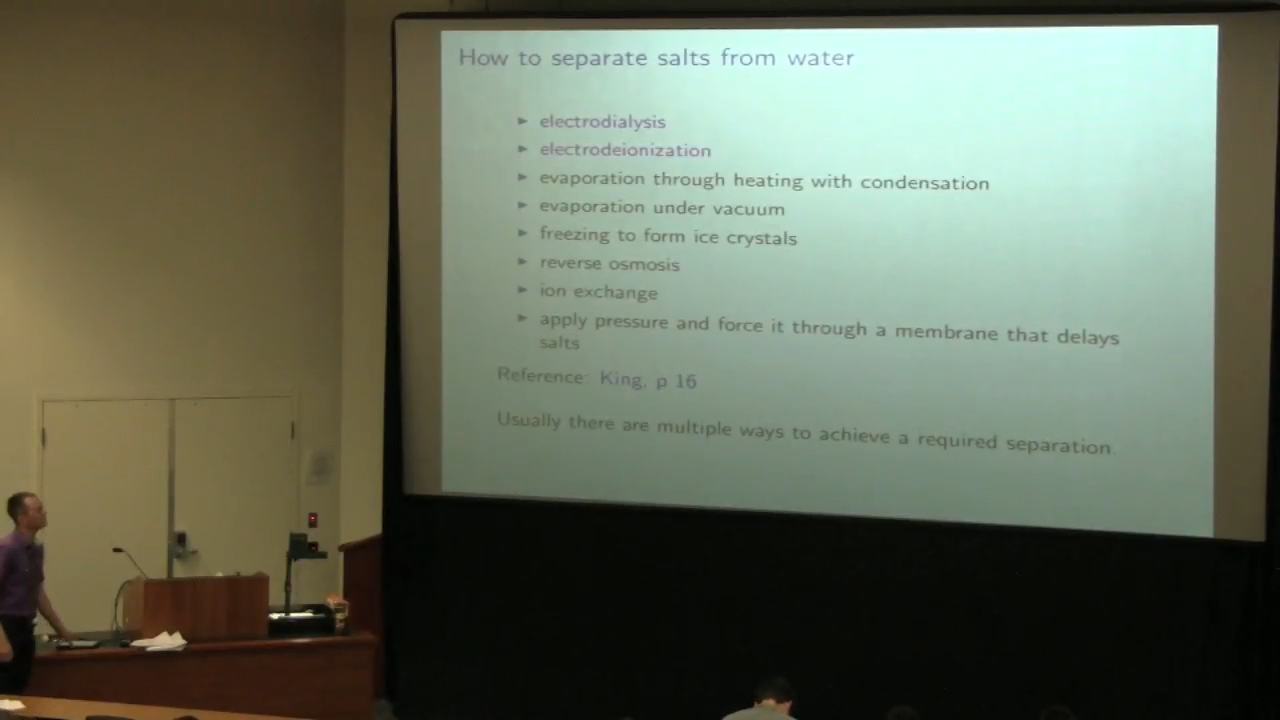 How to separate salts from water
► electrodialysis
► electrodeionization
► evaporation through heating with condensation
► evaporation under vacuum
► freezing to form ice crystals
► reverse osmosis
► ion exchange
► apply pressure and force it through a membrane that delays
salts
Reference: King, p 16
Usually there are multiple ways to achieve a required separation.